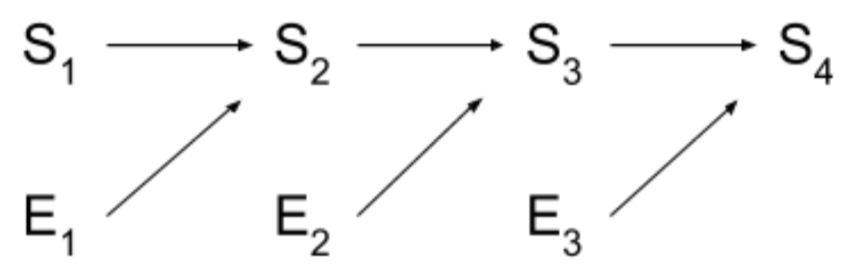 S₁ S₂ S₃ S₄
E₁ E₂ E₃